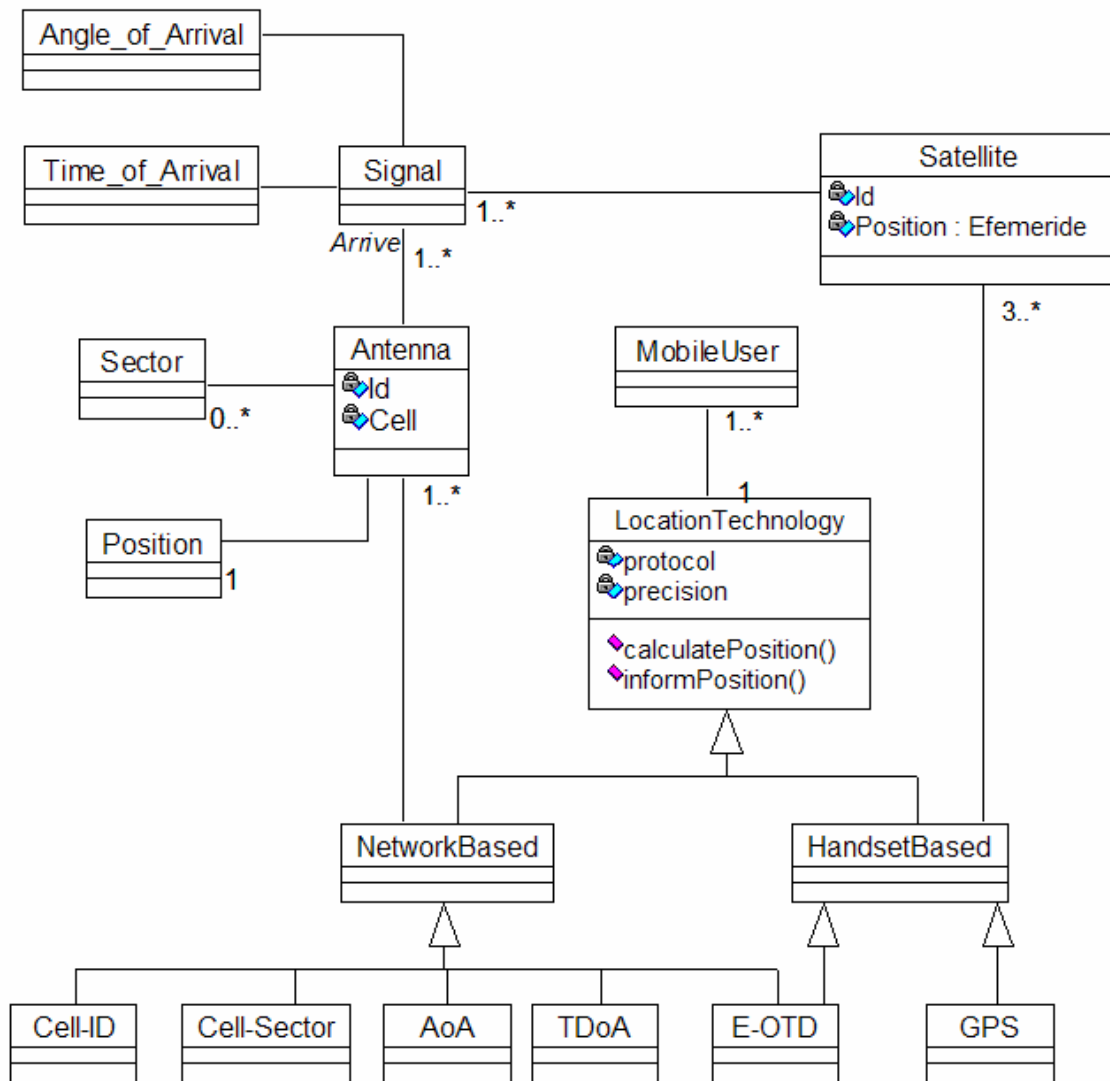 Angle_of_Arrival
Time_of_Arrival
Signal
Satellite
Id
Position : Efemeride
1..*
Arrive
1..*
3..*
Sector
0..*
Antenna
Id
Cell
1..*
MobileUser
1..*
1
Position
1
LocationTechnology
protocol
precision
calculatePosition()
informPosition()
NetworkBased
HandsetBased
Cell-ID
Cell-Sector
AoA
TDoA
E-OTD
GPS